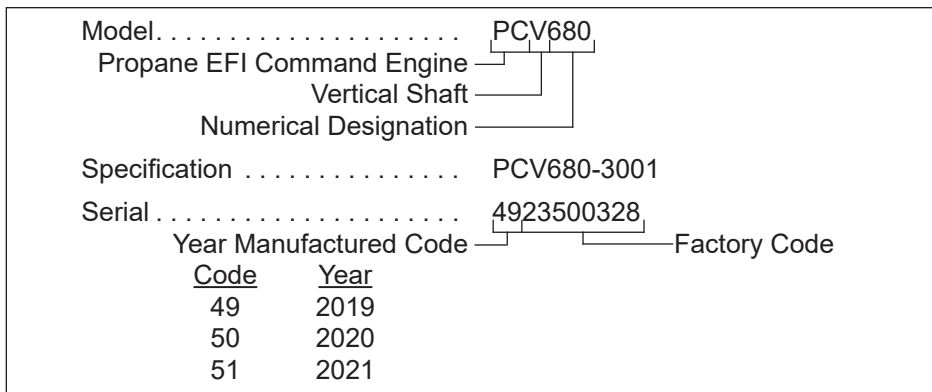 Model. . . . . . . . . . . . . . . . . . . . . . PCV680
Propane EFI Command Engine
Vertical Shaft
Numerical Designation
Specification . . . . . . . . . . . . . . . PCV680-3001
Serial . . . . . . . . . . . . . . . . . . . . . . 4923500328
Year Manufactured Code Factory Code
Code Year
49 2019
50 2020
51 2021